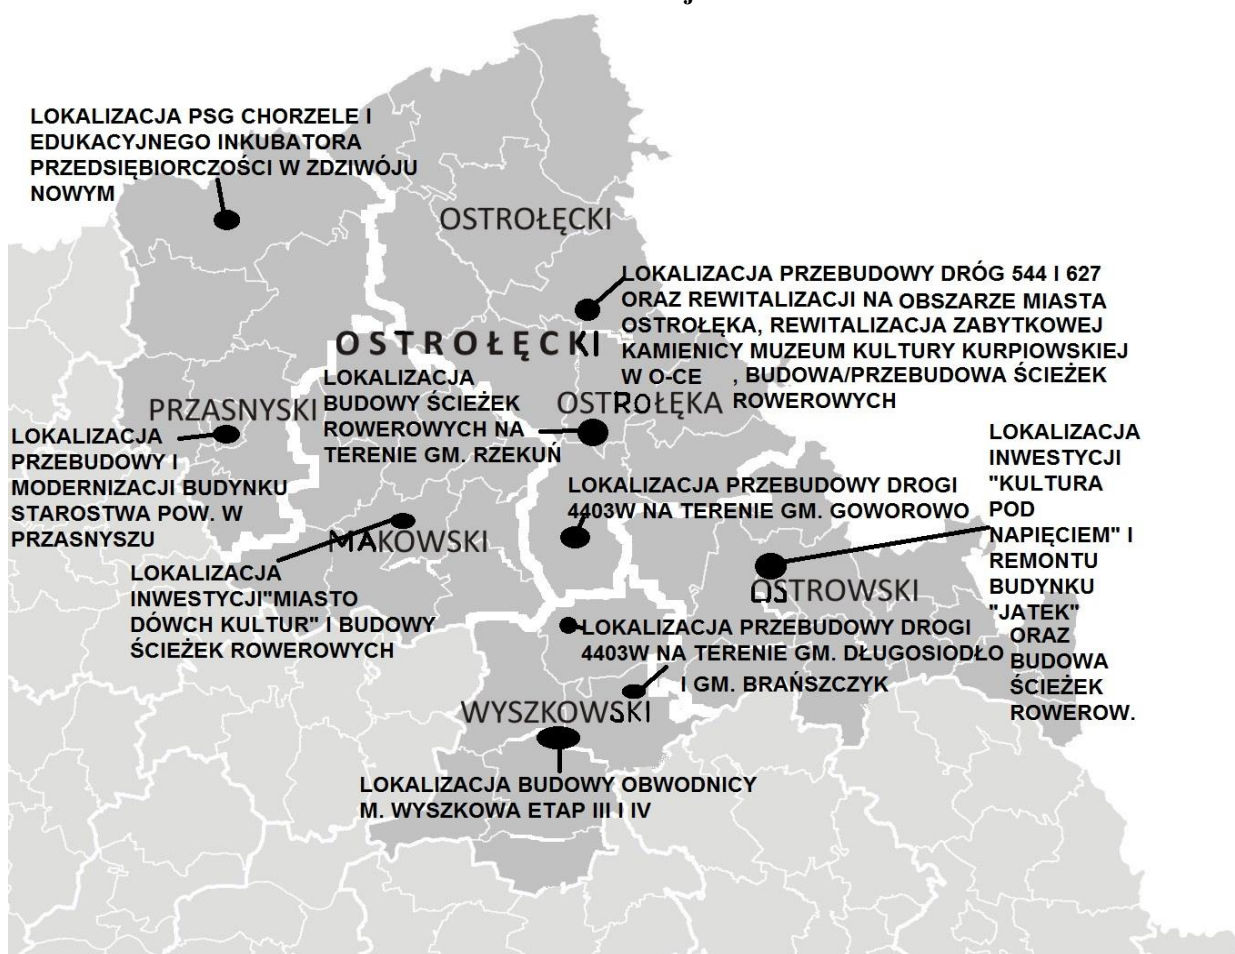 j
LOKALIZACJA PSG CHORZELE I
EDUKACYJNEGO INKUBATORA
PRZEDSIĘBIORCZOŚCI W ZDZIWÓJU
NOWYM
OSTROŁĘCKI
LOKALIZACJA PRZEBUDOWY DRÓG 544 I 627
ORAZ REWITALIZACJI NA OBSZARZE MIASTA
OSTROŁĘKA, REWITALIZACJA ZABYTKOWEJ
KAMIENICY MUZEUM KULTURY KURPIOWSKIEJ
W O-CE , BUDOWA/PRZEBUDOWA ŚCIEŻEK
ROWEROWYCH
OSTROŁĘCKI
LOKALIZACJA
BUDOWY ŚCIEŻEK
ROWEROWYCH NA
TERENIE GM. RZEKUŃ
OSTROŁĘKA
PRZASNYSKI
LOKALIZACJA
PRZEBUDOWY I
MODERNIZACJI BUDYNKU
STAROSTWA POW. W
PRZASNYSZU
LOKALIZACJA
INWESTYCJI
"KULTURA
POD
NAPIĘCIEM" I
REMONTU
BUDYNKU
"JATEK"
ORAZ
BUDOWA
ŚCIEŻEK
ROWEROW.
LOKALIZACJA PRZEBUDOWY DROGI
4403W NA TERENIE GM. GOWOROWO
MAKOWSKI
LOKALIZACJA
INWESTYCJI"MIASTO
DÓWCH KULTUR" I BUDOWY
ŚCIEŻEK ROWEROWYCH
OSTROWSKI
LOKALIZACJA PRZEBUDOWY DROGI
4403W NA TERENIE GM. DŁUGOSIODŁO
I GM. BRAŃSZCZYK
WYSZKOWSKI
LOKALIZACJA BUDOWY OBWODNICY
M. WYSZKOWA ETAP III I IV